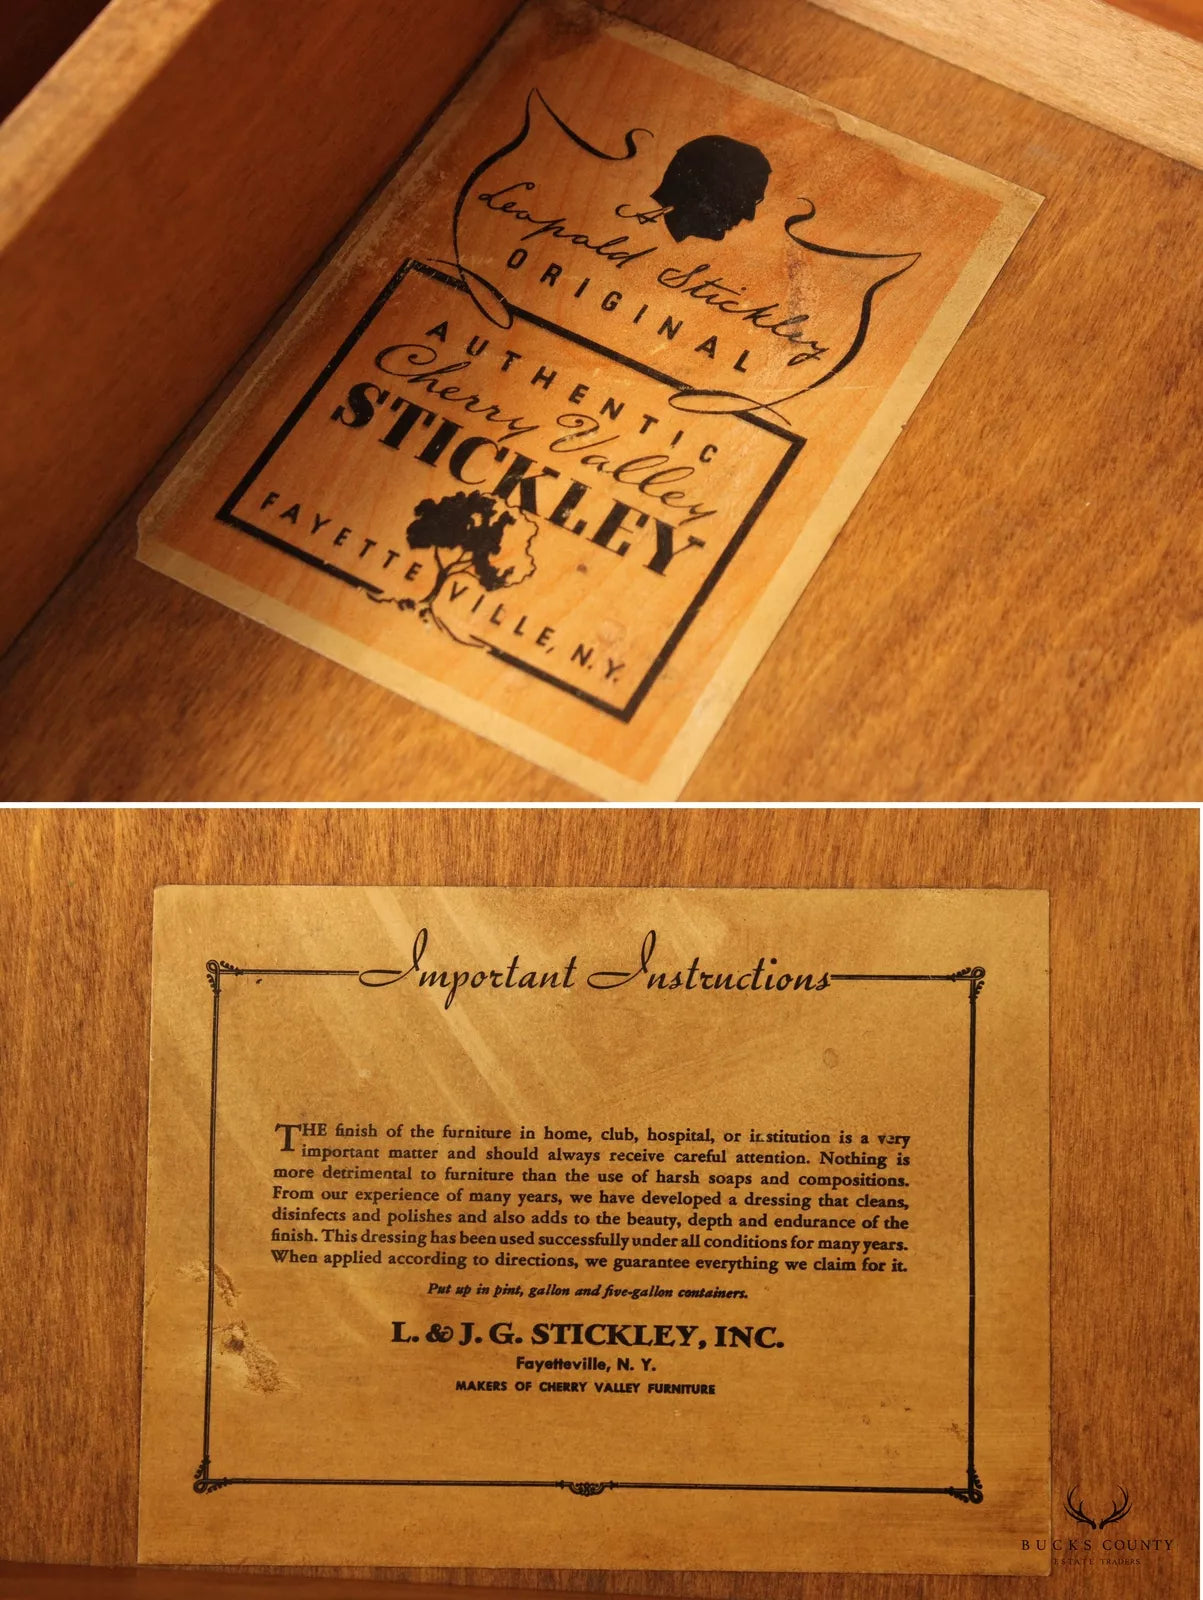 A
Leopold Stickley
ORIGINAL
AUTHENTIC
Cherry Valley
STICKLEY
FAYETTEVILLE, N.Y.
Important Instructions
THE finish of the furniture in home, club, hospital, or institution is a very
important matter and should always receive careful attention. Nothing is
more detrimental to furniture than the use of harsh soaps and compositions.
From our experience of many years, we have developed a dressing that cleans,
disinfects and polishes and also adds to the beauty, depth and endurance of the
finish. This dressing has been used successfully under all conditions for many years.
When applied according to directions, we guarantee everything we claim for it.
Put up in pint, gallon and five-gallon containers.
L. & J. G. STICKLEY, INC.
Fayetteville, N. Y.
MAKERS OF CHERRY VALLEY FURNITURE
BUCKS COUNTY
ESTATE TRADERS